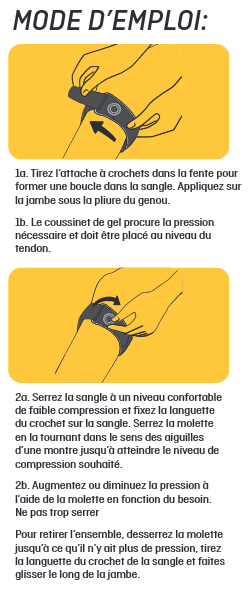 MODE D'EMPLOI:
1a. Tirez l'attache à crochets dans la fente pour
former une boucle dans la sangle. Appliquez sur
la jambe sous la pliure du genou.
1b. Le coussinet de gel procure la pression
nécessaire et doit être placé au niveau du
tendon.
2a. Serrez la sangle à un niveau confortable
de faible compression et fixez la languette
du crochet sur la sangle. Serrez la molette
en la tournant dans le sens des aiguilles
d'une montre jusqu'à atteindre le niveau de
compression souhaité.
2b. Augmentez ou diminuez la pression à
l'aide de la molette en fonction du besoin.
Ne pas trop serrer
Pour retirer l'ensemble, desserrez la molette
jusqu'à ce qu'il n'y ait plus de pression, tirez
la languette du crochet de la sangle et faites
glisser le long de la jambe.